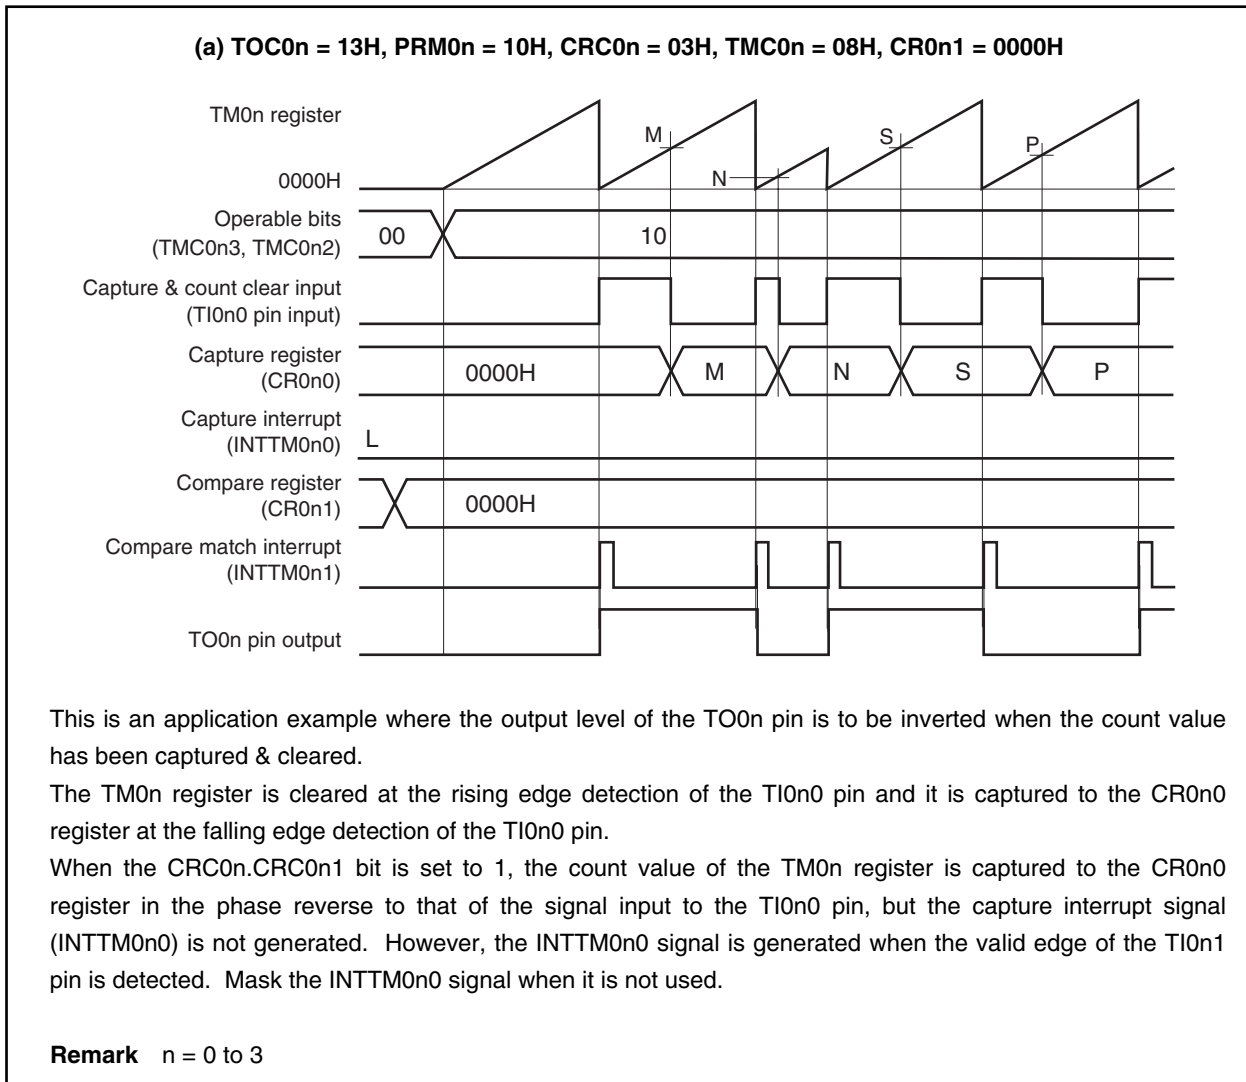 (a) TOC0n = 13H, PRM0n = 10H, CRC0n = 03H, TMC0n = 08H, CR0n1 = 0000H
TM0n register
M
S
P
N
0000H
Operable bits
(TMC0n3, TMC0n2)
00
10
Capture & count clear input
(TI0n0 pin input)
Capture register
(CR0n0)
0000H
M
N
S
P
Capture interrupt
(INTTM0n0)
L
Compare register
(CR0n1)
0000H
Compare match interrupt
(INTTM0n1)
TO0n pin output
This is an application example where the output level of the TO0n pin is to be inverted when the count value
has been captured & cleared.
The TM0n register is cleared at the rising edge detection of the TI0n0 pin and it is captured to the CR0n0
register at the falling edge detection of the TI0n0 pin.
When the CRC0n.CRC0n1 bit is set to 1, the count value of the TM0n register is captured to the CR0n0
register in the phase reverse to that of the signal input to the TI0n0 pin, but the capture interrupt signal
(INTTM0n0) is not generated. However, the INTTM0n0 signal is generated when the valid edge of the TI0n1
pin is detected. Mask the INTTM0n0 signal when it is not used.
Remark n = 0 to 3